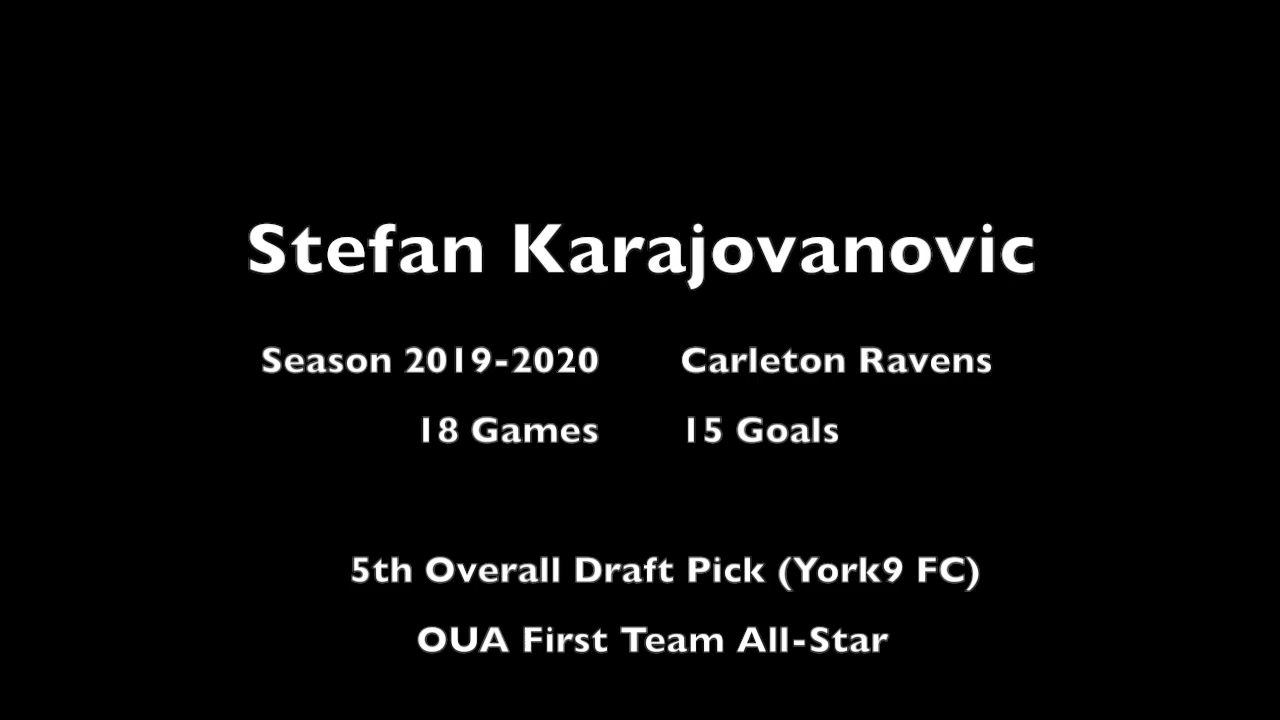 Stefan Karajovanovic
Season 2019-2020 Carleton Ravens
18 Games 15 Goals
5th Overall Draft Pick (York9 FC)
OUA First Team All-Star